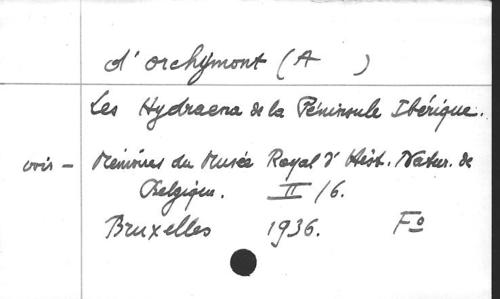 d'orchymont (A )
Les Hydraena de la Péninsule Ibérique.
voir - Mémoires du Musée Royal d'Hist. Natur. de
Belgique. II /6.
Bruxelles 1936. Fº